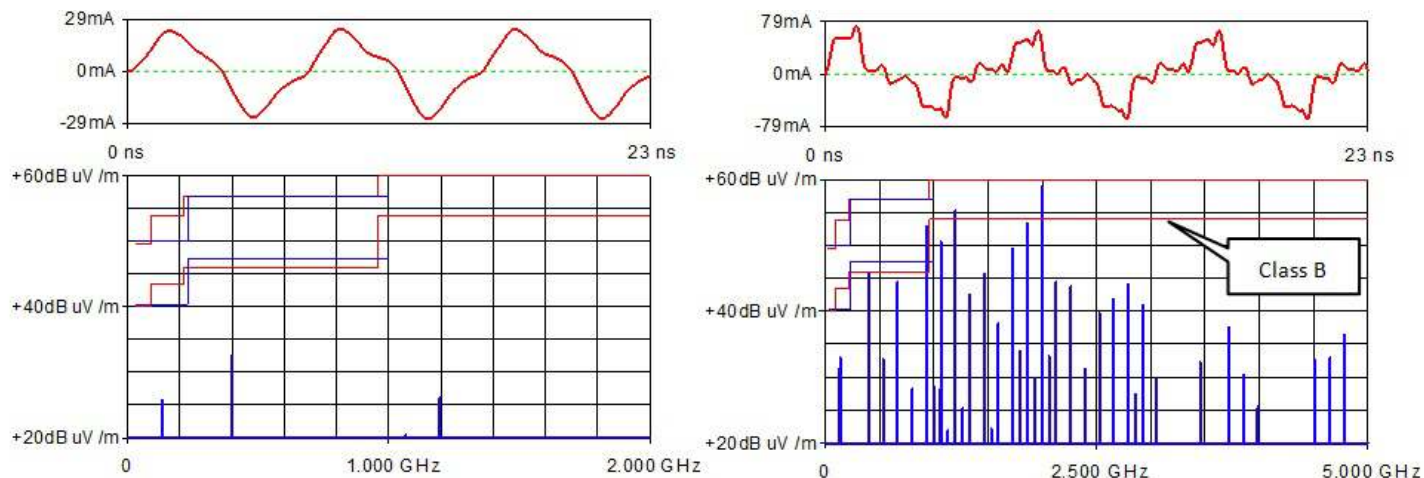 29mA
0mA
-29mA
0 ns
23 ns
+60dB uV /m
+40dB uV /m
+20dB uV /m
0
1.000 GHz
2.000 GHz
79mA
0mA
-79mA
0 ns
23 ns
+60dB uV /m
+40dB uV /m
+20dB uV /m
Class B
0
2.500 GHz
5.000 GHz